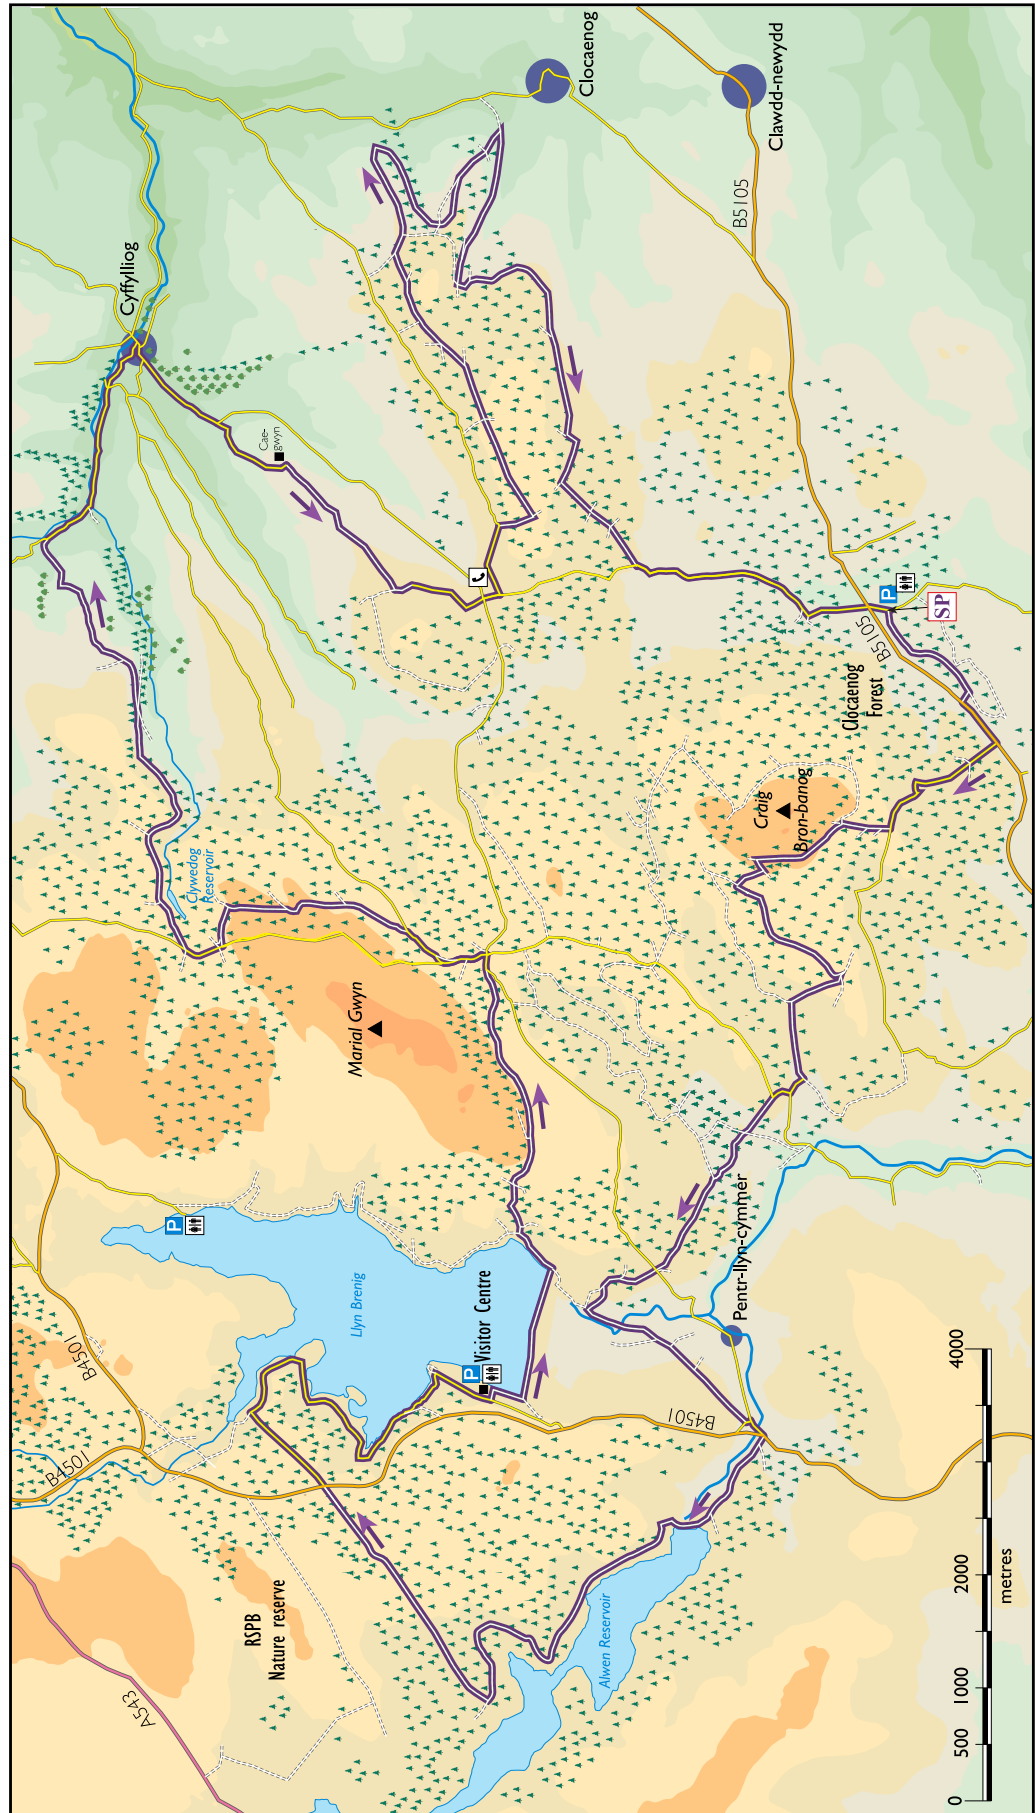 A543
RSPB
Nature reserve
B4501
B4501
Llyn Brenig
P
P
Visitor Centre
B4501
Alwen Reservoir
Pentr-llyn-cymmer
Marial Gwyn
Clywedog
Reservoir
Cyffylliog
Cae-
gwyn
Craig
Bron-banog
Clocaenog
Forest
B5105
P
SP
B5105
Clocaenog
Clawdd-newydd
0
500
1000
2000
4000
metres